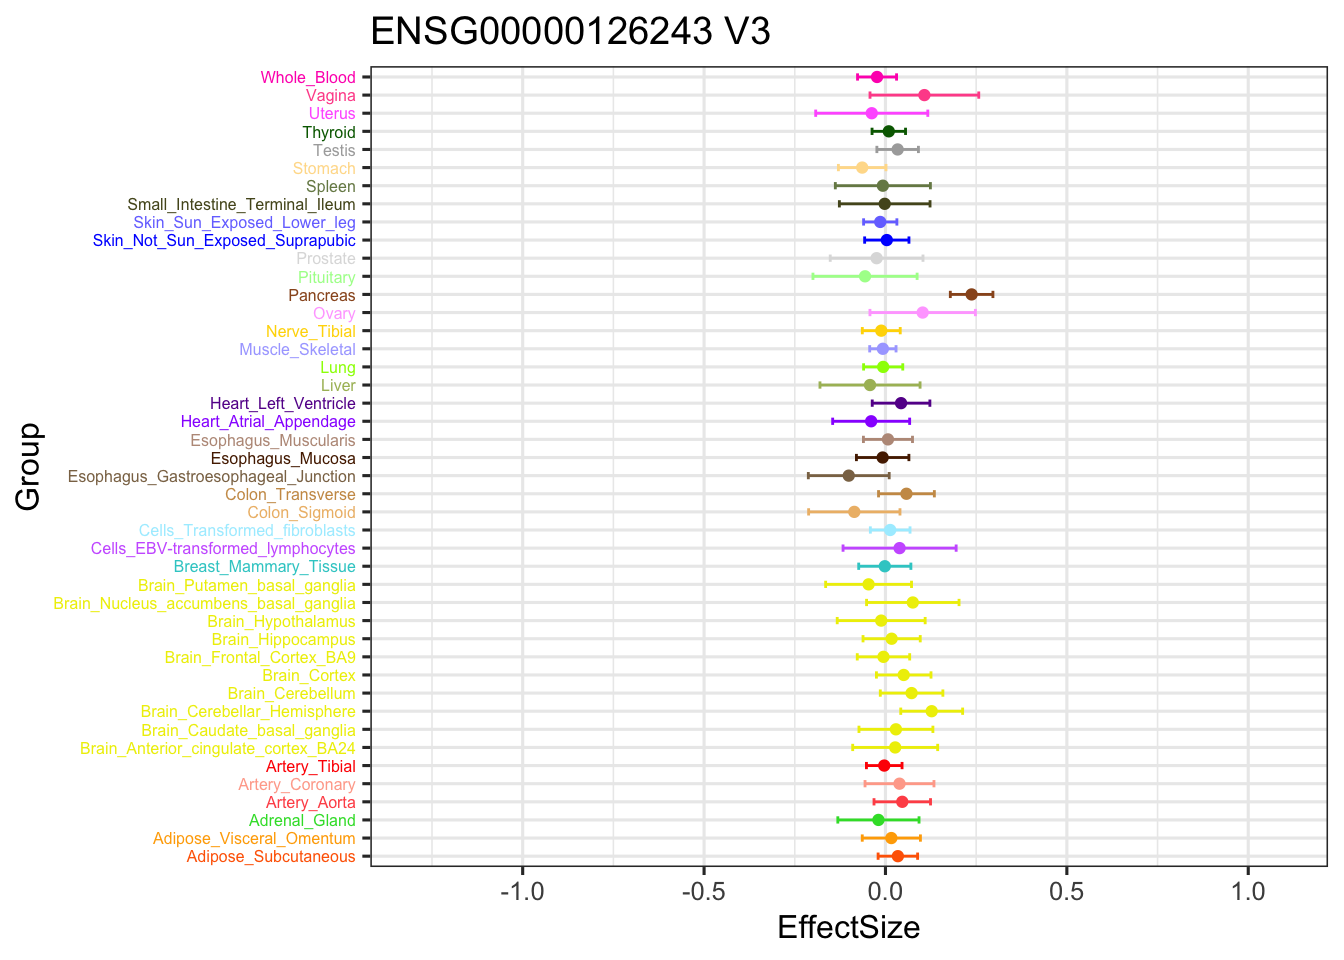 ENSG00000126243 V3
Whole_Blood
Vagina
Uterus
Thyroid
Testis
Stomach
Spleen
Small_Intestine_Terminal_Ileum
Skin_Sun_Exposed_Lower_leg
Skin_Not_Sun_Exposed_Suprapubic
Prostate
Pituitary
Pancreas
Ovary
Nerve_Tibial
Muscle_Skeletal
Lung
Liver
Heart_Left_Ventricle
Heart_Atrial_Appendage
Esophagus_Muscularis
Esophagus_Mucosa
Esophagus_Gastroesophageal_Junction
Colon_Transverse
Colon_Sigmoid
Cells_Transformed_fibroblasts
Cells_EBV-transformed_lymphocytes
Breast_Mammary_Tissue
Brain_Putamen_basal_ganglia
Brain_Nucleus_accumbens_basal_ganglia
Brain_Hypothalamus
Brain_Hippocampus
Brain_Frontal_Cortex_BA9
Brain_Cortex
Brain_Cerebellum
Brain_Cerebellar_Hemisphere
Brain_Caudate_basal_ganglia
Brain_Anterior_cingulate_cortex_BA24
Artery_Tibial
Artery_Coronary
Artery_Aorta
Adrenal_Gland
Adipose_Visceral_Omentum
Adipose_Subcutaneous
Group
-1.0 -0.5 0.0 0.5 1.0
EffectSize